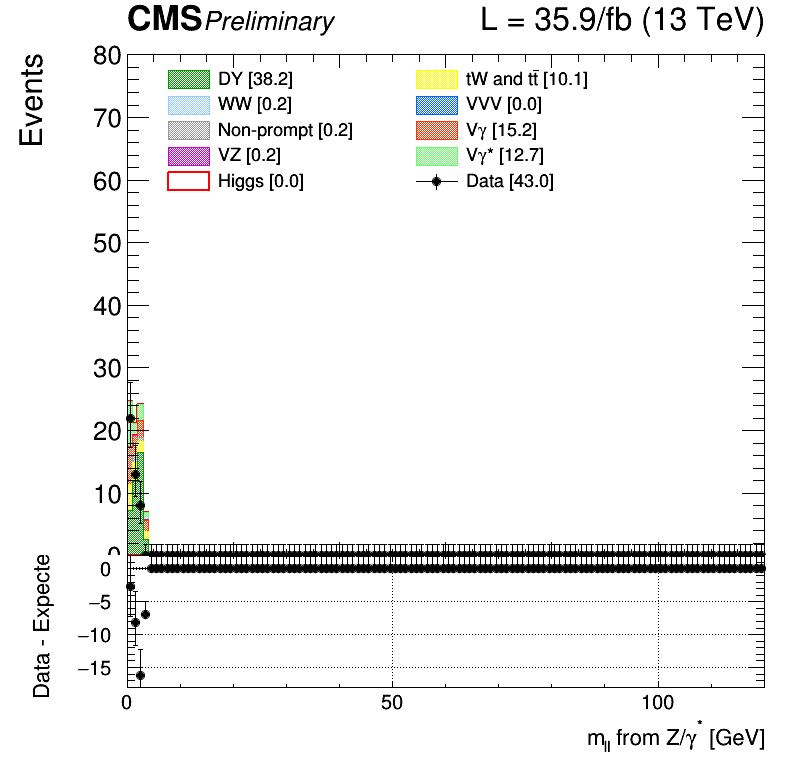 CMS Preliminary L = 35.9/fb (13 TeV)
Events
80
70
60
50
40
30
20
10
0
DY [38.2]
WW [0.2]
Non-prompt [0.2]
VZ [0.2]
Higgs [0.0]
tW and tt̄ [10.1]
VVV [0.0]
Vγ [15.2]
Vγ* [12.7]
Data [43.0]
Data - Expecte
0
−5
−10
−15
0 50 100
m_ll from Z/γ* [GeV]